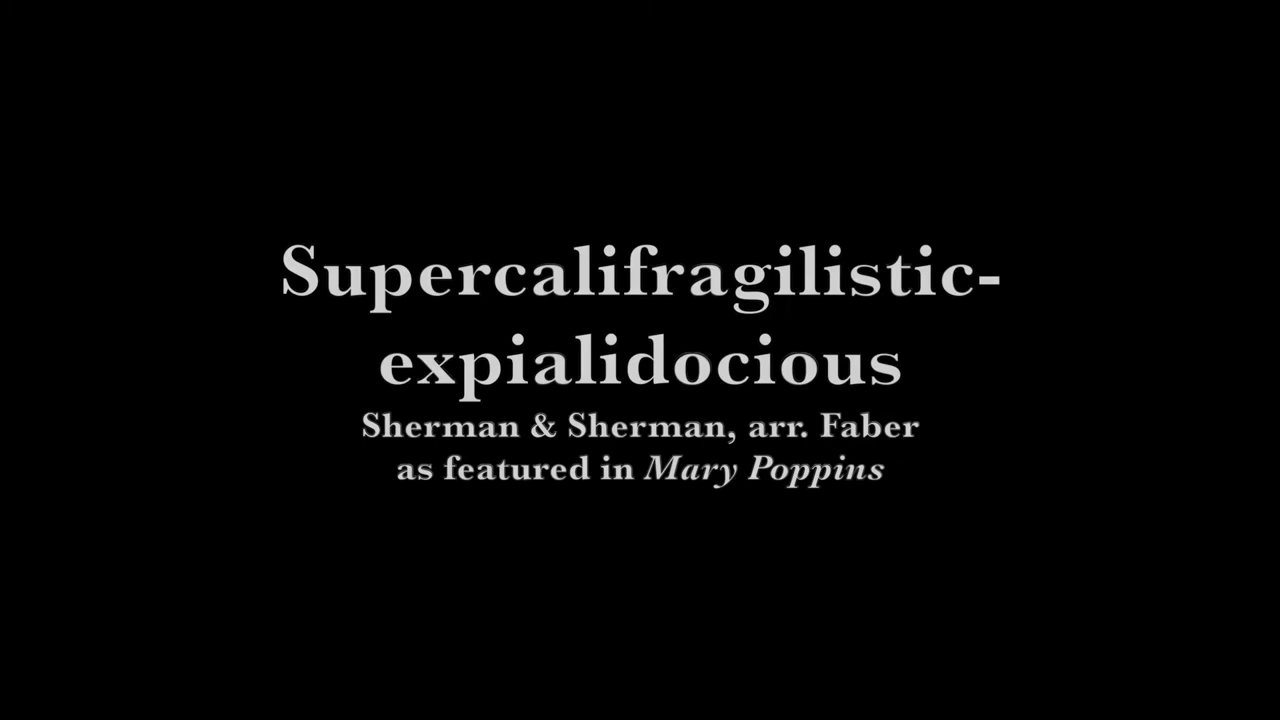 Supercalifragilistic-
expialidocious
Sherman & Sherman, arr. Faber
as featured in Mary Poppins